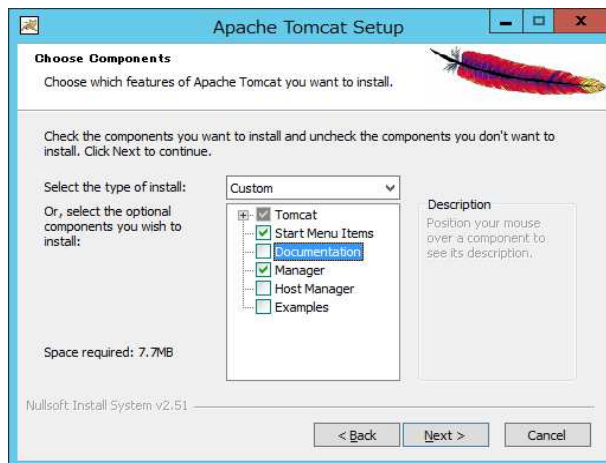 Apache Tomcat Setup
Choose Components
Choose which features of Apache Tomcat you want to install.
Check the components you want to install and uncheck the components you don't want to
install. Click Next to continue.
Select the type of install:
Custom
Or, select the optional
components you wish to
install:
Tomcat
Start Menu Items
Documentation
Manager
Host Manager
Examples
Description
Position your mouse
over a component to
see its description.
Space required: 7.7MB
Nullsoft Install System v2.51
< Back
Next >
Cancel